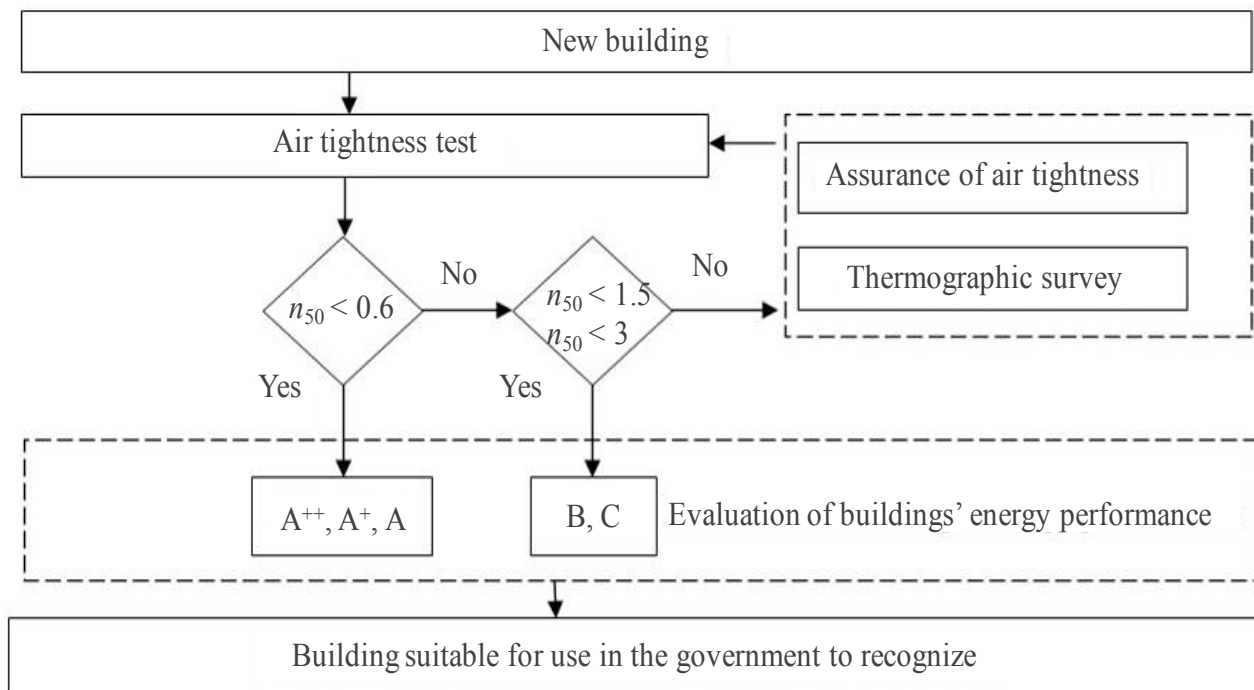 New building
Air tightness test
Assurance of air tightness
Thermographic survey
No
No
n₅₀ < 0.6
n₅₀ < 1.5
n₅₀ < 3
Yes
Yes
A⁺⁺, A⁺, A
B, C
Evaluation of buildings’ energy performance
Building suitable for use in the government to recognize